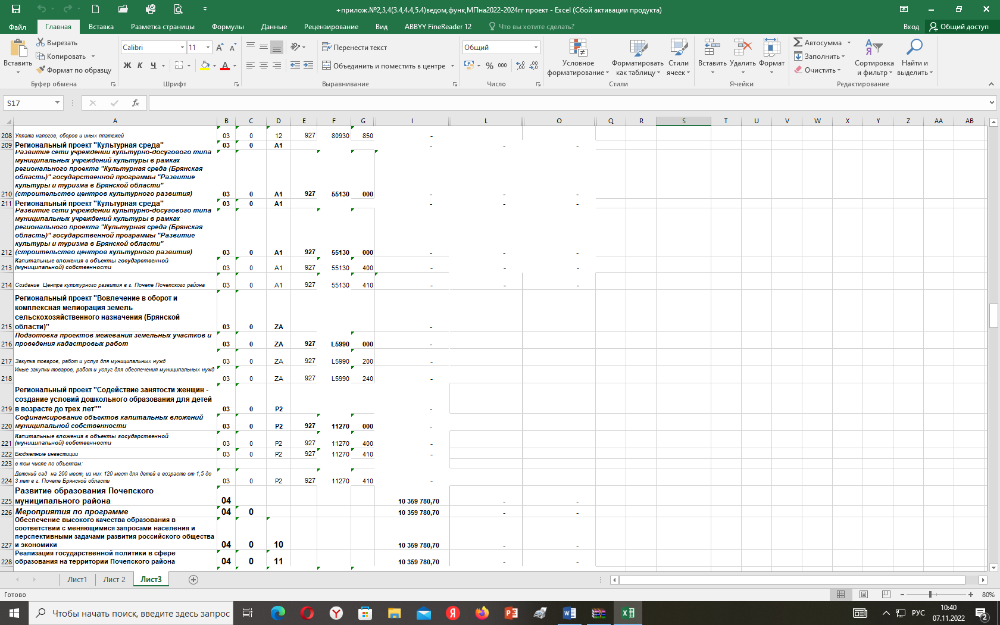 +прилож.№2,3,4(3.4,4.4,5.4)ведом,функ,МПна2022-2024гг проект - Excel (Сбой активации продукта)
Файл Главная Вставка Разметка страницы Формулы Данные Рецензирование Вид ABBYY FineReader 12 Что вы хотите сделать? Вход Общий доступ
Вставить
Вырезать
Копировать
Формат по образцу
Буфер обмена
Calibri 11
Ж К Ч
Шрифт
Перенести текст
Объединить и поместить в центре
Выравнивание
Общий
% 000
Число
Условное форматирование
Форматировать как таблицу
Стили ячеек
Стили
Вставить Удалить Формат
Ячейки
Автосумма
Заполнить
Очистить
Сортировка и фильтр
Найти и выделить
Редактирование
S17 fx
A B C D E F G I L O Q R S T U V W X Y Z AA AB
208 Уплата налогов, сборов и иных платежей 03 0 12 927 80930 850 -
209 Региональный проект "Культурная среда" 03 0 A1 - - -
Развитие сети учреждений культурно-досугового типа
муниципальных учреждений культуры в рамках
регионального проекта "Культурная среда (Брянская
область)" государственной программы "Развитие
культуры и туризма в Брянской области"
210 (строительство центров культурного развития) 03 0 A1 927 55130 000 - - -
211 Региональный проект "Культурная среда" 03 0 A1 - - -
Развитие сети учреждений культурно-досугового типа
муниципальных учреждений культуры в рамках
регионального проекта "Культурная среда (Брянская
область)" государственной программы "Развитие
культуры и туризма в Брянской области"
212 (строительство центров культурного развития) 03 0 A1 927 55130 000 - - -
Капитальные вложения в объекты государственной
213 (муниципальной) собственности 03 0 A1 927 55130 400 - - -
214 Создание Центра культурного развития в г. Почепе Почепского района 03 0 A1 927 55130 410 - - -
Региональный проект "Вовлечение в оборот и
комплексная мелиорация земель
сельскохозяйственного назначения (Брянской
215 области)" 03 0 ZA -
Подготовка проектов межевания земельных участков и
216 проведения кадастровых работ 03 0 ZA 927 L5990 000 -
217 Закупка товаров, работ и услуг для муниципальных нужд 03 0 ZA 927 L5990 200 -
Иные закупки товаров, работ и услуг для обеспечения муниципальных нужд
218 03 0 ZA 927 L5990 240 -
Региональный проект "Содействие занятости женщин -
создание условий дошкольного образования для детей
219 в возрасте до трех лет"" 03 0 P2 -
Софинансирование объектов капитальных вложений
220 муниципальной собственности 03 0 P2 927 11270 000 -
Капитальные вложения в объекты государственной
221 (муниципальной) собственности 03 0 P2 927 11270 400 -
222 Бюджетные инвестиции 03 0 P2 927 11270 410 -
223 в том числе по объектам:
Детский сад на 200 мест, из них 120 мест для детей в возрасте от 1,5 до
224 3 лет в г. Почепе Брянской области 03 0 P2 927 11270 410 -
Развитие образования Почепского
225 муниципального района 04 10 359 780,70 - -
226 Мероприятия по программе 04 0 10 359 780,70 - -
Обеспечение высокого качества образования в
соответствии с меняющимися запросами населения и
перспективными задачами развития российского общества
227 и экономики 04 0 10 10 359 780,70 - -
Реализация государственной политики в сфере
228 образования на территории Почепского района 04 0 11 10 359 780,70 - -
Лист1 Лист 2 Лист3
Готово 80%
Чтобы начать поиск, введите здесь запрос
РУС 10:40
07.11.2022 2